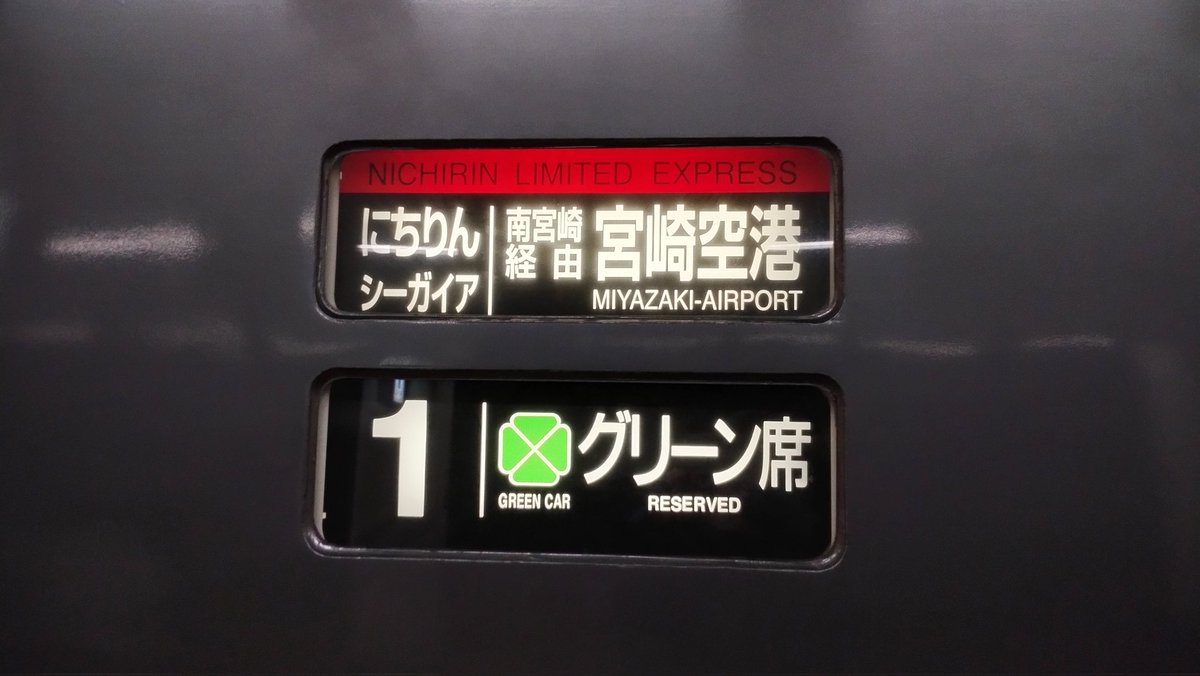 NICHIRIN LIMITED EXPRESS
にちりん
シーガイア
南宮崎
経由
宮崎空港
MIYAZAKI-AIRPORT
1
GREEN CAR
グリーン席
RESERVED